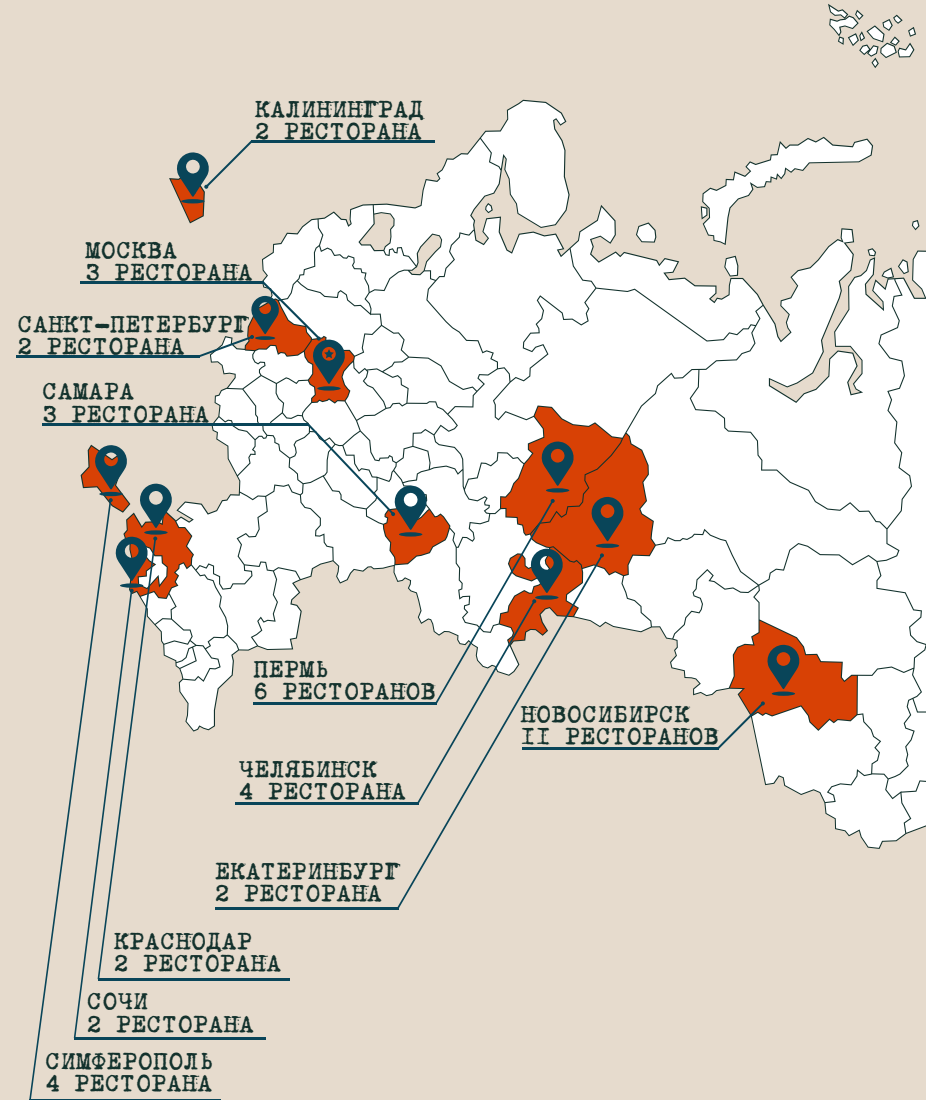 КАЛИНИНГРАД
2 РЕСТОРАНА
МОСКВА
3 РЕСТОРАНА
САНКТ-ПЕТЕРБУРГ
2 РЕСТОРАНА
САМАРА
3 РЕСТОРАНА
ПЕРМЬ
6 РЕСТОРАНОВ
НОВОСИБИРСК
11 РЕСТОРАНОВ
ЧЕЛЯБИНСК
4 РЕСТОРАНА
ЕКАТЕРИНБУРГ
2 РЕСТОРАНА
КРАСНОДАР
2 РЕСТОРАНА
СОЧИ
2 РЕСТОРАНА
СИМФЕРОПОЛЬ
4 РЕСТОРАНА